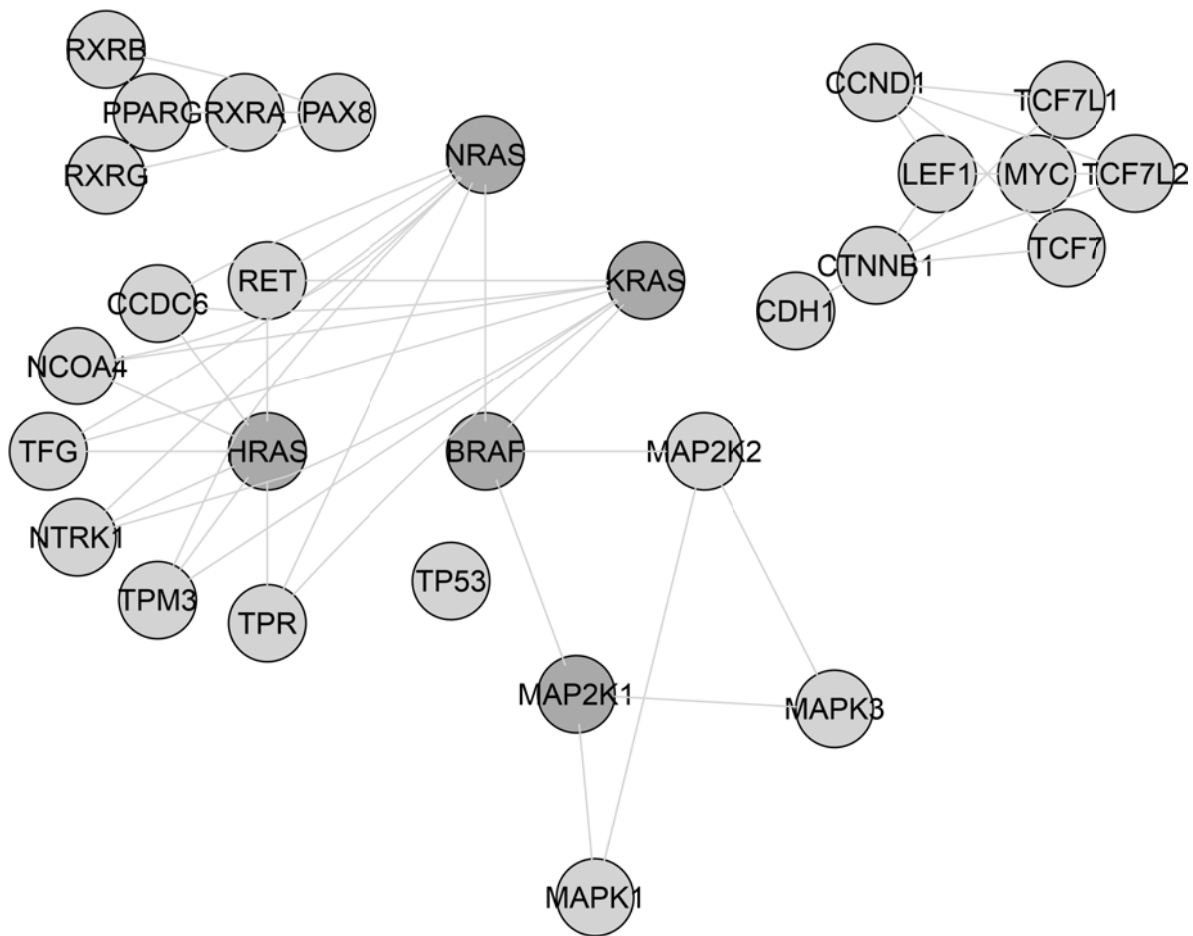 RXRB
CCND1
TCF7L1
PPARG
RXRA
PAX8
NRAS
RXRG
LEF1
MYC
TCF7L2
TCF7
CTNNB1
CDH1
RET
KRAS
CCDC6
NCOA4
TFG
HRAS
BRAF
MAP2K2
NTRK1
TP53
TPM3
TPR
MAP2K1
MAPK3
MAPK1